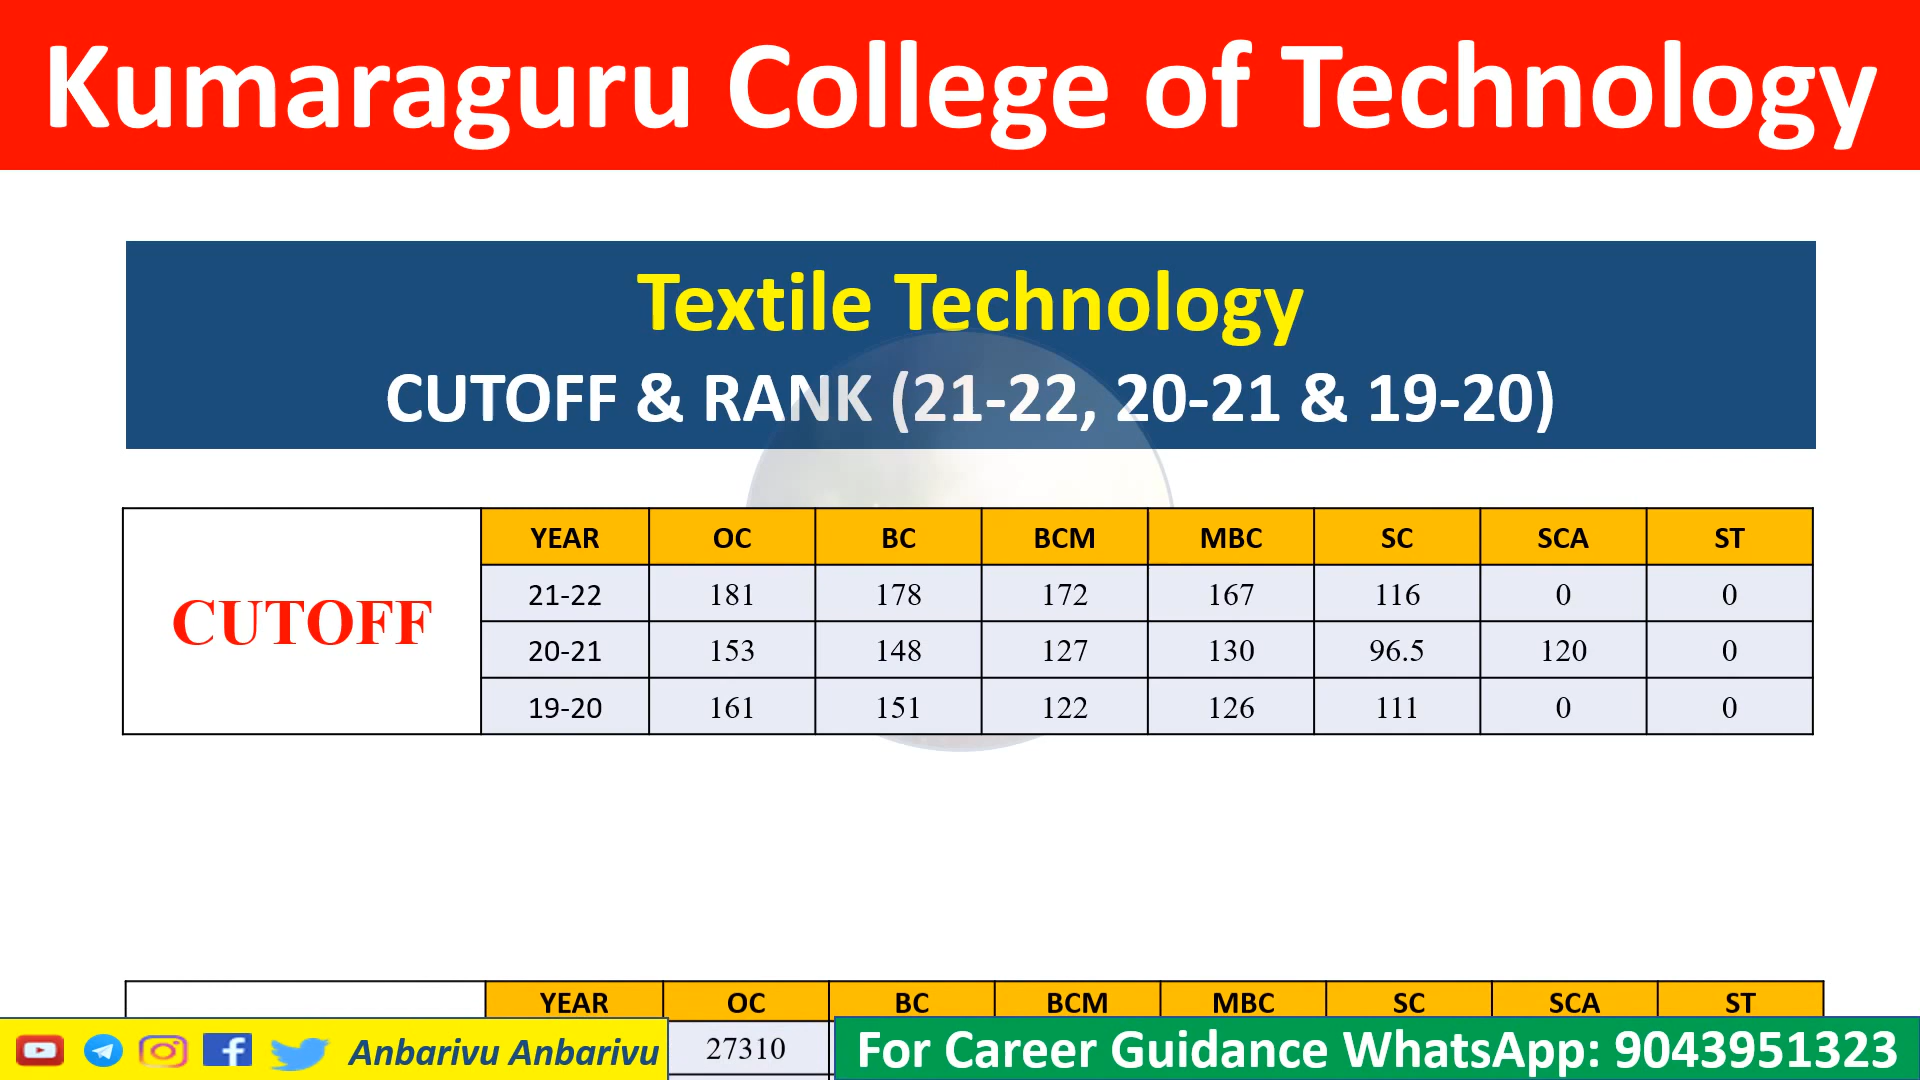 Kumaraguru College of Technology
Textile Technology
CUTOFF & RANK (21-22, 20-21 & 19-20)
CUTOFF
YEAR OC BC BCM MBC SC SCA ST
21-22 181 178 172 167 116 0 0
20-21 153 148 127 130 96.5 120 0
19-20 161 151 122 126 111 0 0
YEAR OC BC BCM MBC SC SCA ST
27310
Anbarivu Anbarivu
For Career Guidance WhatsApp: 9043951323